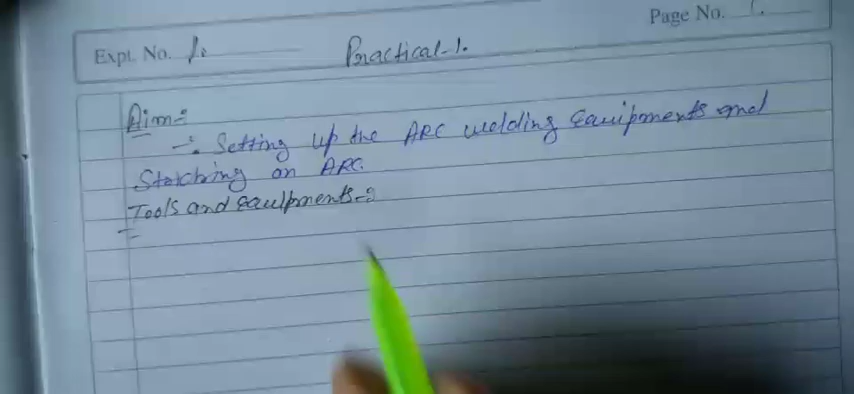 Page No. 1.
Expt. No. 1. Practical-1.
Aim:-
-: Setting up the ARC welding Equipments and
Stretching on ARC.
Tools and Equipments:-